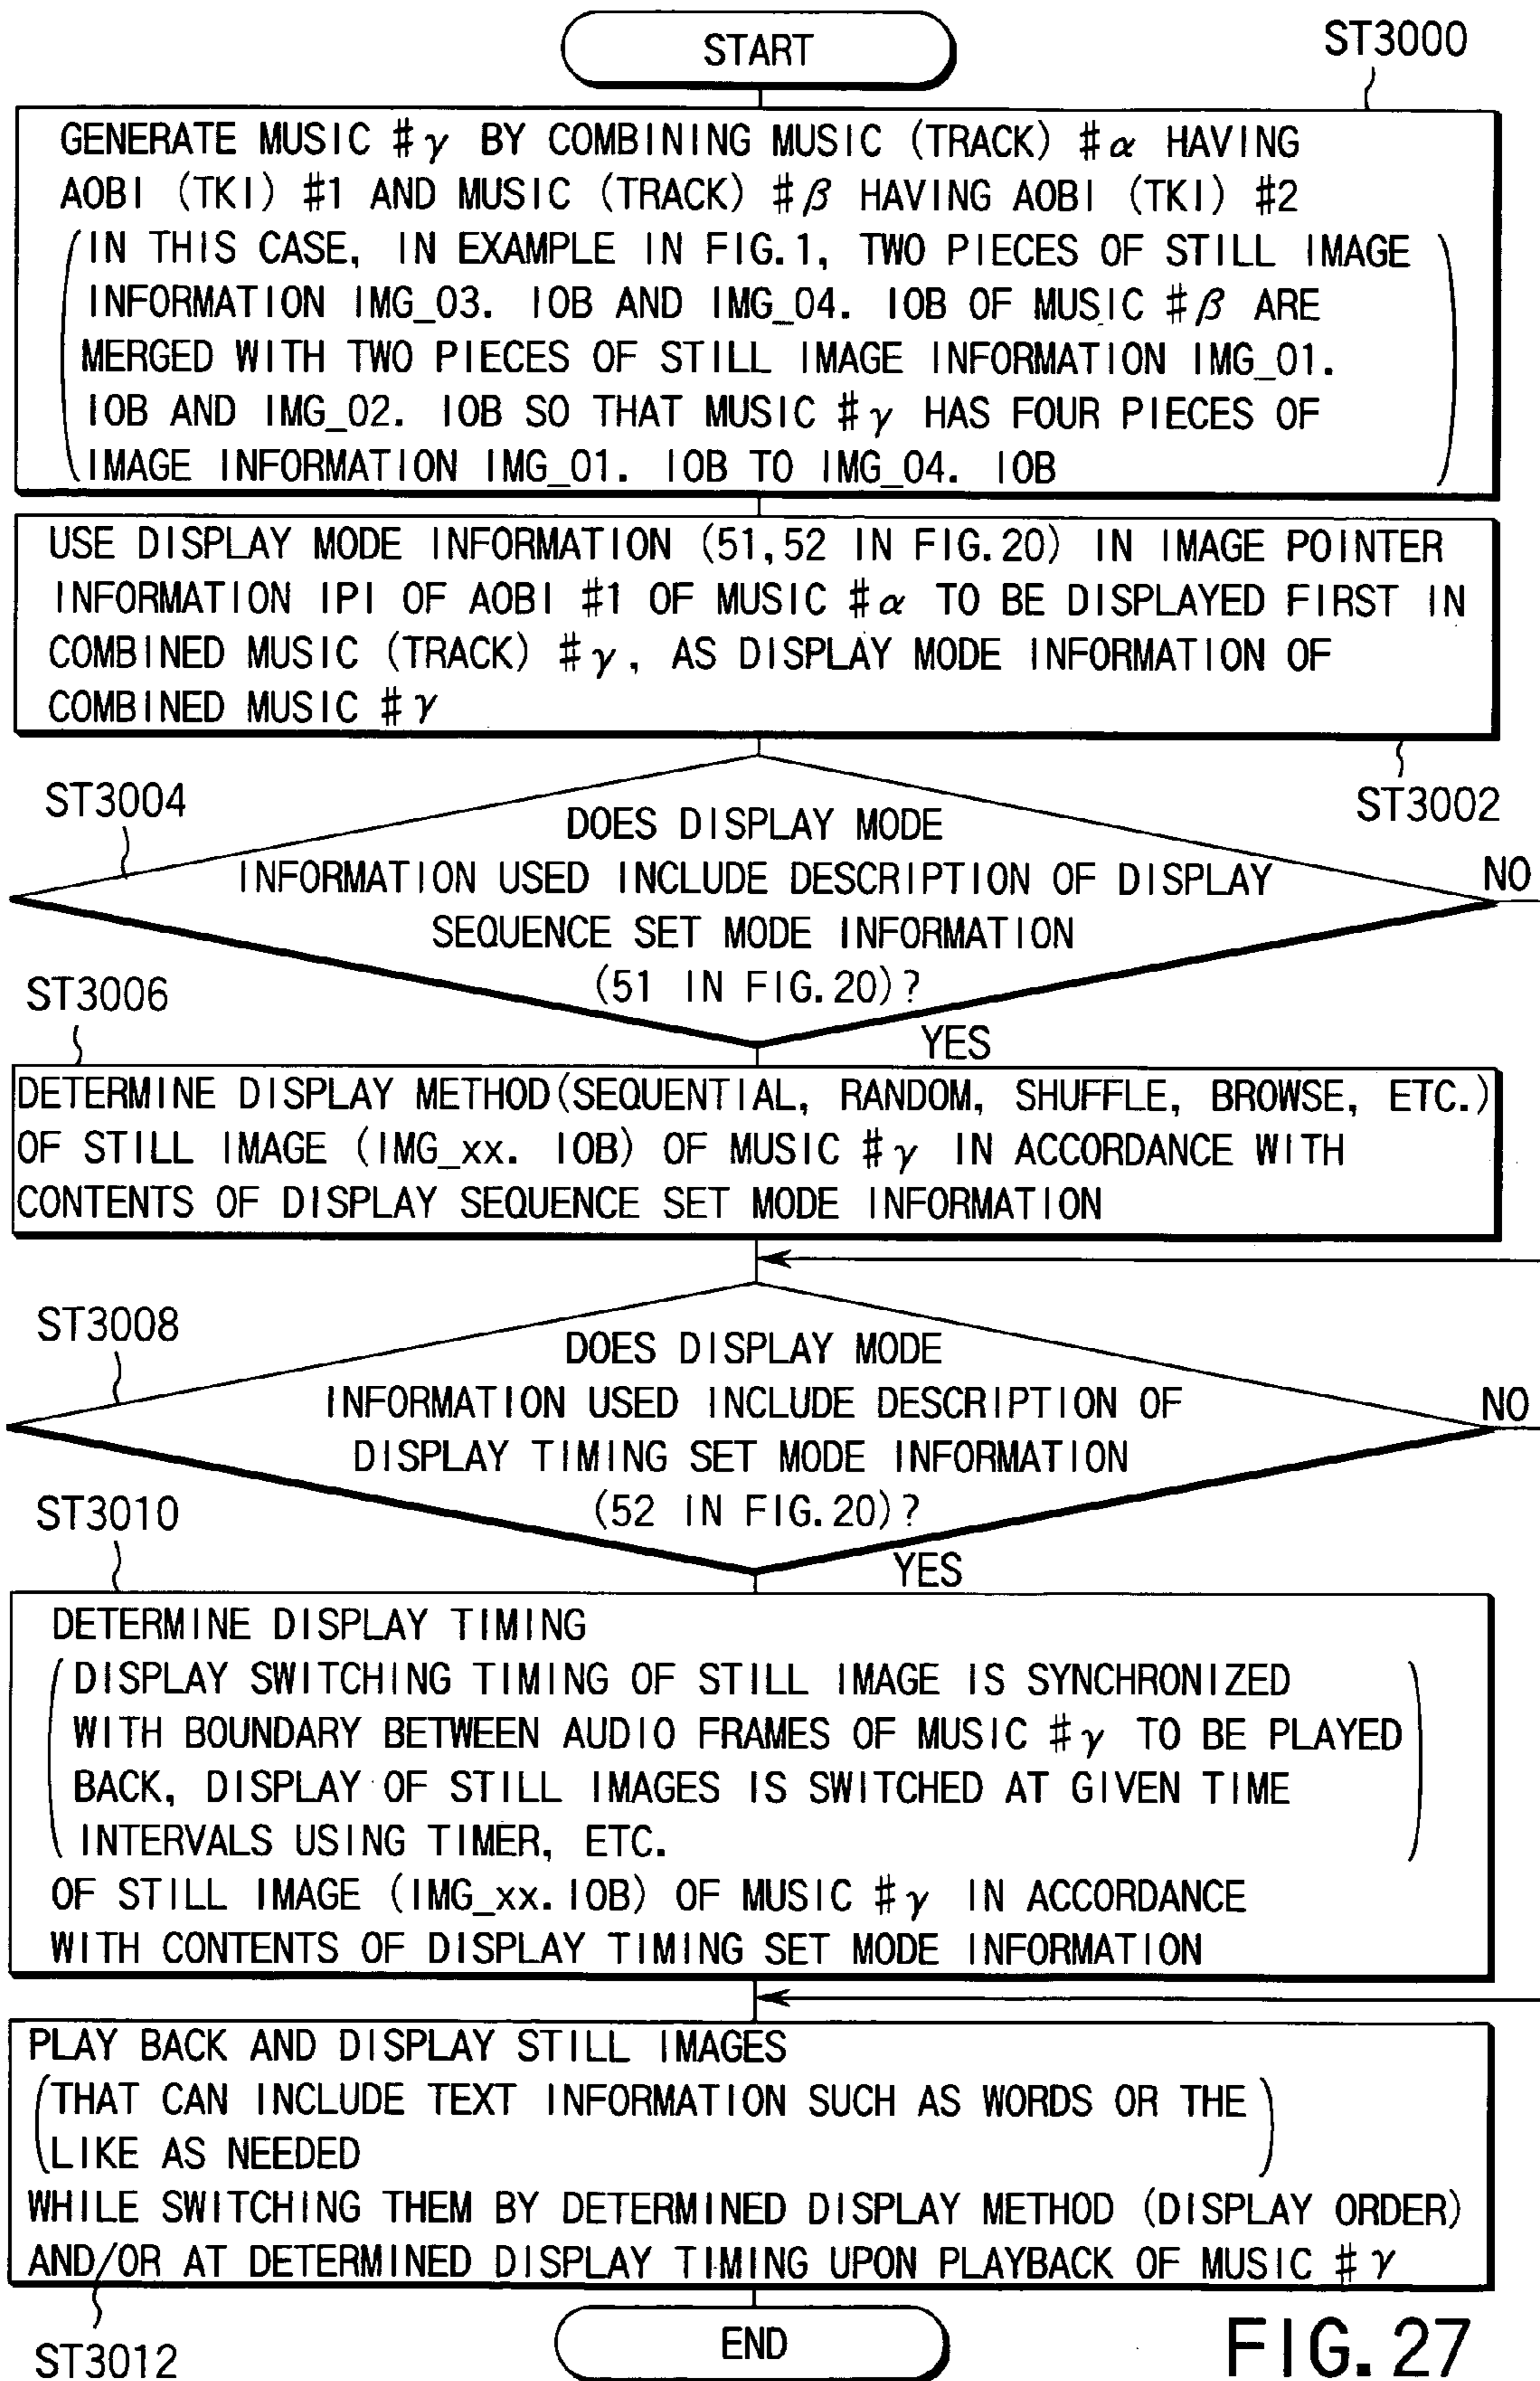 START
ST3000
GENERATE MUSIC #γ BY COMBINING MUSIC (TRACK) #α HAVING
AOBI (TKI) #1 AND MUSIC (TRACK) #β HAVING AOBI (TKI) #2
(IN THIS CASE, IN EXAMPLE IN FIG.1, TWO PIECES OF STILL IMAGE
INFORMATION IMG_03. IOB AND IMG_04. IOB OF MUSIC #β ARE
MERGED WITH TWO PIECES OF STILL IMAGE INFORMATION IMG_01.
IOB AND IMG_02. IOB SO THAT MUSIC #γ HAS FOUR PIECES OF
IMAGE INFORMATION IMG_01. IOB TO IMG_04. IOB)
USE DISPLAY MODE INFORMATION (51,52 IN FIG.20) IN IMAGE POINTER
INFORMATION IPI OF AOBI #1 OF MUSIC #α TO BE DISPLAYED FIRST IN
COMBINED MUSIC (TRACK) #γ, AS DISPLAY MODE INFORMATION OF
COMBINED MUSIC #γ
ST3002
ST3004
DOES DISPLAY MODE
INFORMATION USED INCLUDE DESCRIPTION OF DISPLAY
SEQUENCE SET MODE INFORMATION
(51 IN FIG.20)?
NO
YES
ST3006
DETERMINE DISPLAY METHOD(SEQUENTIAL, RANDOM, SHUFFLE, BROWSE, ETC.)
OF STILL IMAGE (IMG_xx. IOB) OF MUSIC #γ IN ACCORDANCE WITH
CONTENTS OF DISPLAY SEQUENCE SET MODE INFORMATION
ST3008
DOES DISPLAY MODE
INFORMATION USED INCLUDE DESCRIPTION OF
DISPLAY TIMING SET MODE INFORMATION
(52 IN FIG.20)?
NO
YES
ST3010
DETERMINE DISPLAY TIMING
(DISPLAY SWITCHING TIMING OF STILL IMAGE IS SYNCHRONIZED
WITH BOUNDARY BETWEEN AUDIO FRAMES OF MUSIC #γ TO BE PLAYED
BACK, DISPLAY OF STILL IMAGES IS SWITCHED AT GIVEN TIME
INTERVALS USING TIMER, ETC.)
OF STILL IMAGE (IMG_xx. IOB) OF MUSIC #γ IN ACCORDANCE
WITH CONTENTS OF DISPLAY TIMING SET MODE INFORMATION
PLAY BACK AND DISPLAY STILL IMAGES
(THAT CAN INCLUDE TEXT INFORMATION SUCH AS WORDS OR THE
LIKE AS NEEDED)
WHILE SWITCHING THEM BY DETERMINED DISPLAY METHOD (DISPLAY ORDER)
AND/OR AT DETERMINED DISPLAY TIMING UPON PLAYBACK OF MUSIC #γ
ST3012
END
FIG. 27